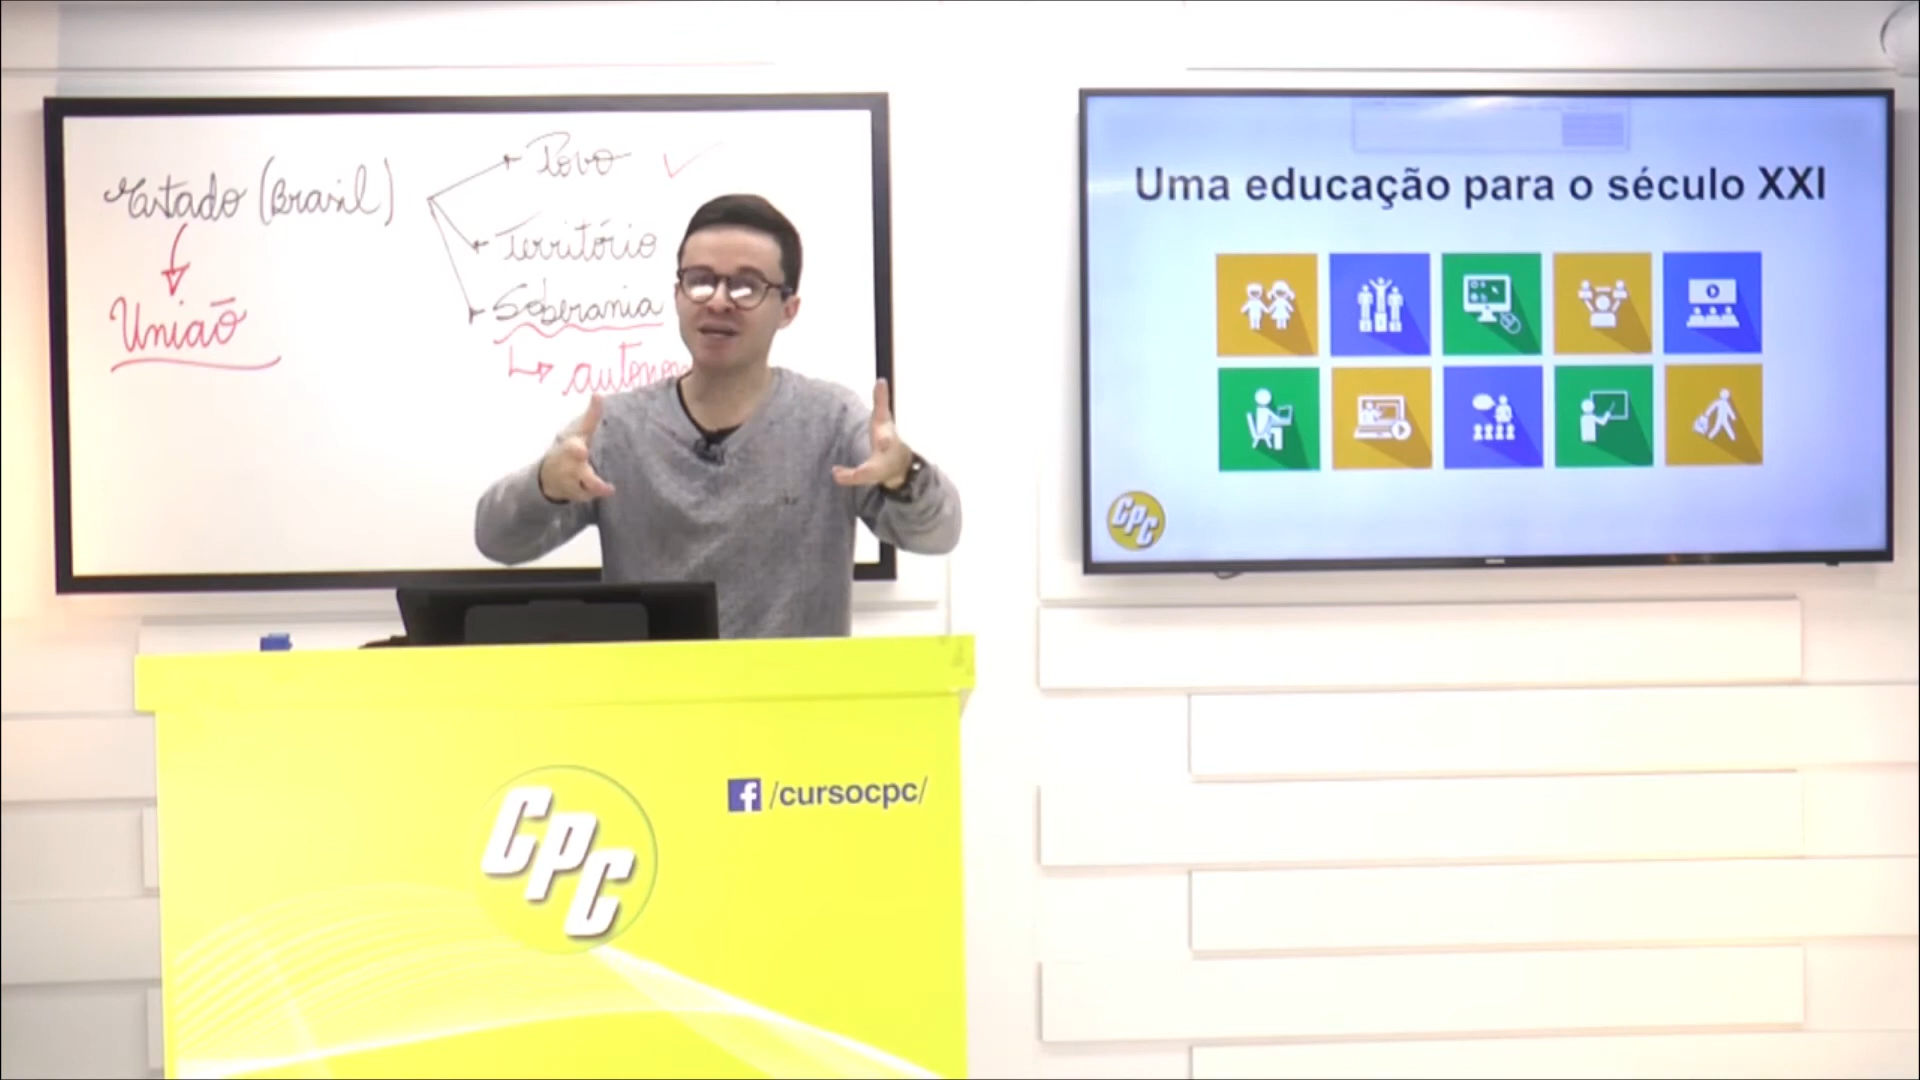 Estado (Brasil)
Povo
Território
Soberania
União
Uma educação para o século XXI
CPC
CPC
/cursocpc/